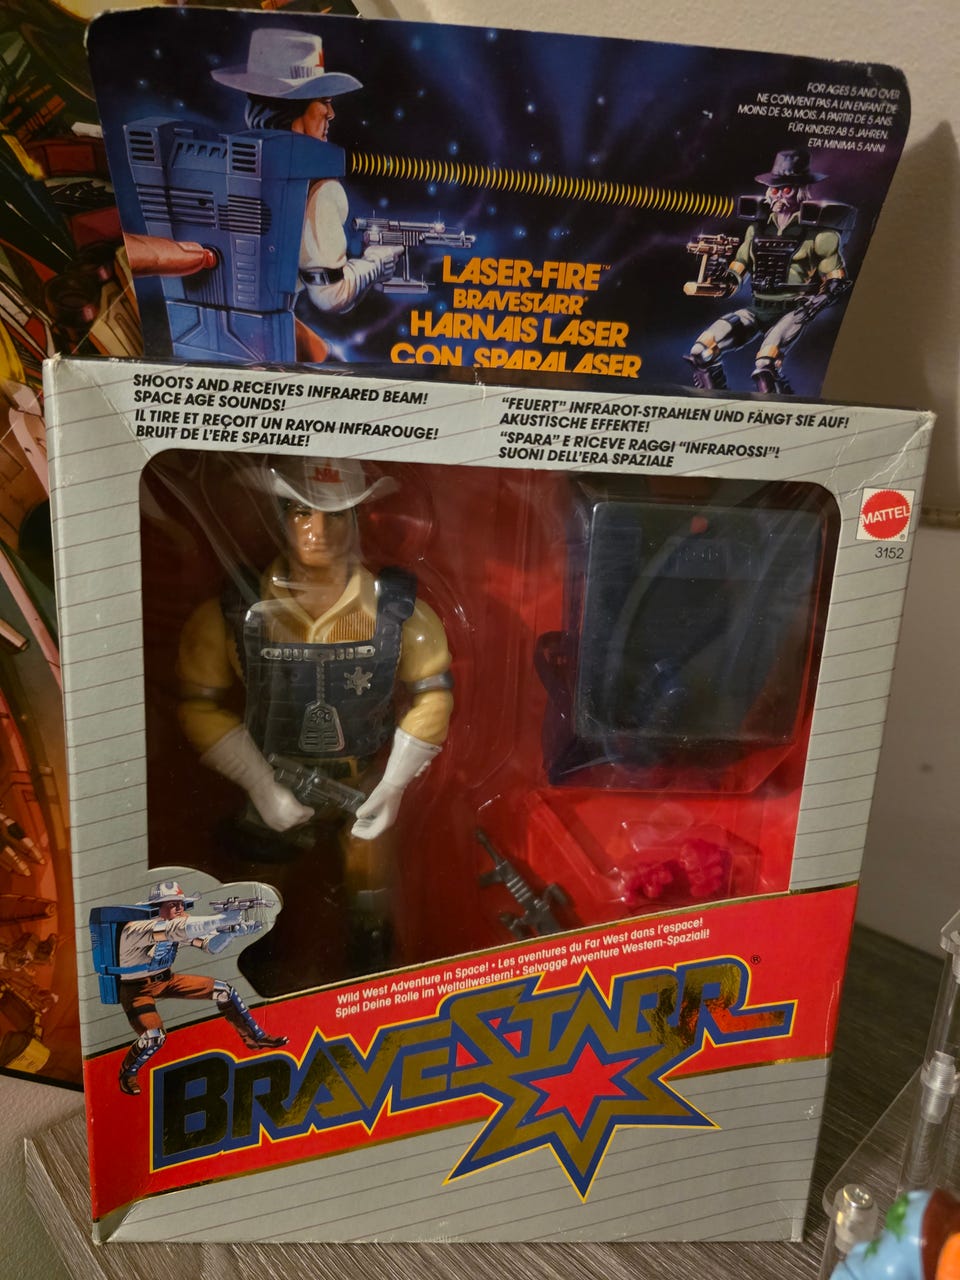 FOR AGES 5 AND OVER
NE CONVIENT PAS A UN ENFANT DE
MOINS DE 36 MOIS. A PARTIR DE 5 ANS.
FÜR KINDER AB 5 JAHREN.
ETA' MINIMA 5 ANNI
LASER-FIRE™
BRAVESTARR®
HARNAIS LASER
CON SPARALASER
SHOOTS AND RECEIVES INFRARED BEAM!
SPACE AGE SOUNDS!
IL TIRE ET REÇOIT UN RAYON INFRAROUGE!
BRUIT DE L'ERE SPATIALE!
"FEUERT" INFRAROT-STRAHLEN UND FÄNGT SIE AUF!
AKUSTISCHE EFFEKTE!
"SPARA" E RICEVE RAGGI "INFRAROSSI"!
SUONI DELL'ERA SPAZIALE
MATTEL®
3152
Wild West Adventure in Space! • Les aventures du Far West dans l'espace!
Spiel Deine Rolle im Weltallwestern! • Selvagge Avventure Western-Spaziali!
BRAVESTARR®